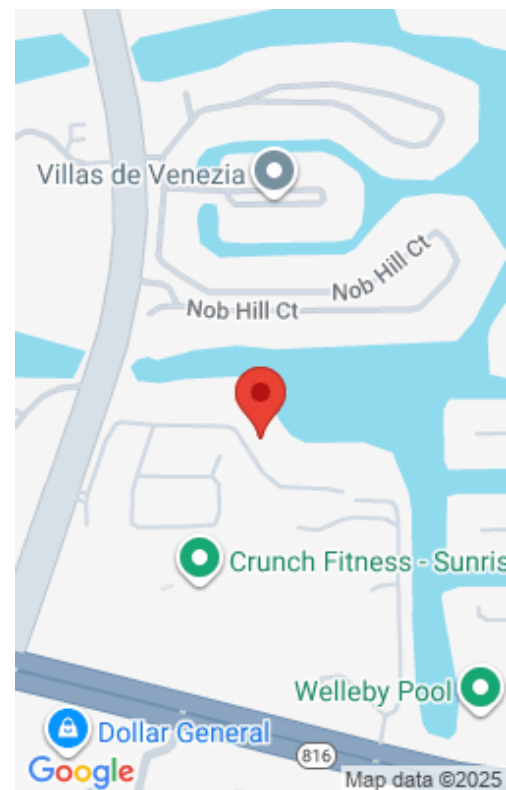 Villas de Venezia
Nob Hill Ct
Nob Hill Ct
Crunch Fitness - Sunris
Welleby Pool
Dollar General
816
Google
Map data ©2025